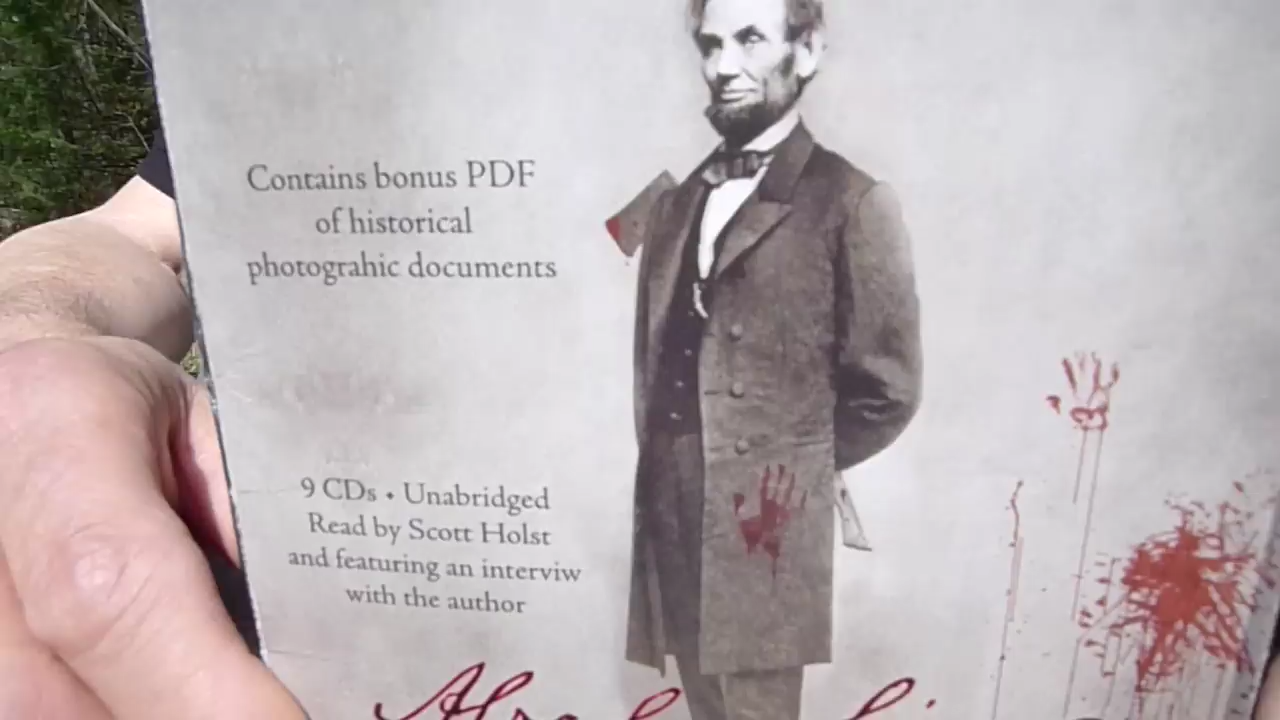 Contains bonus PDF
of historical
photograhic documents
9 CDs • Unabridged
Read by Scott Holst
and featuring an interviw
with the author